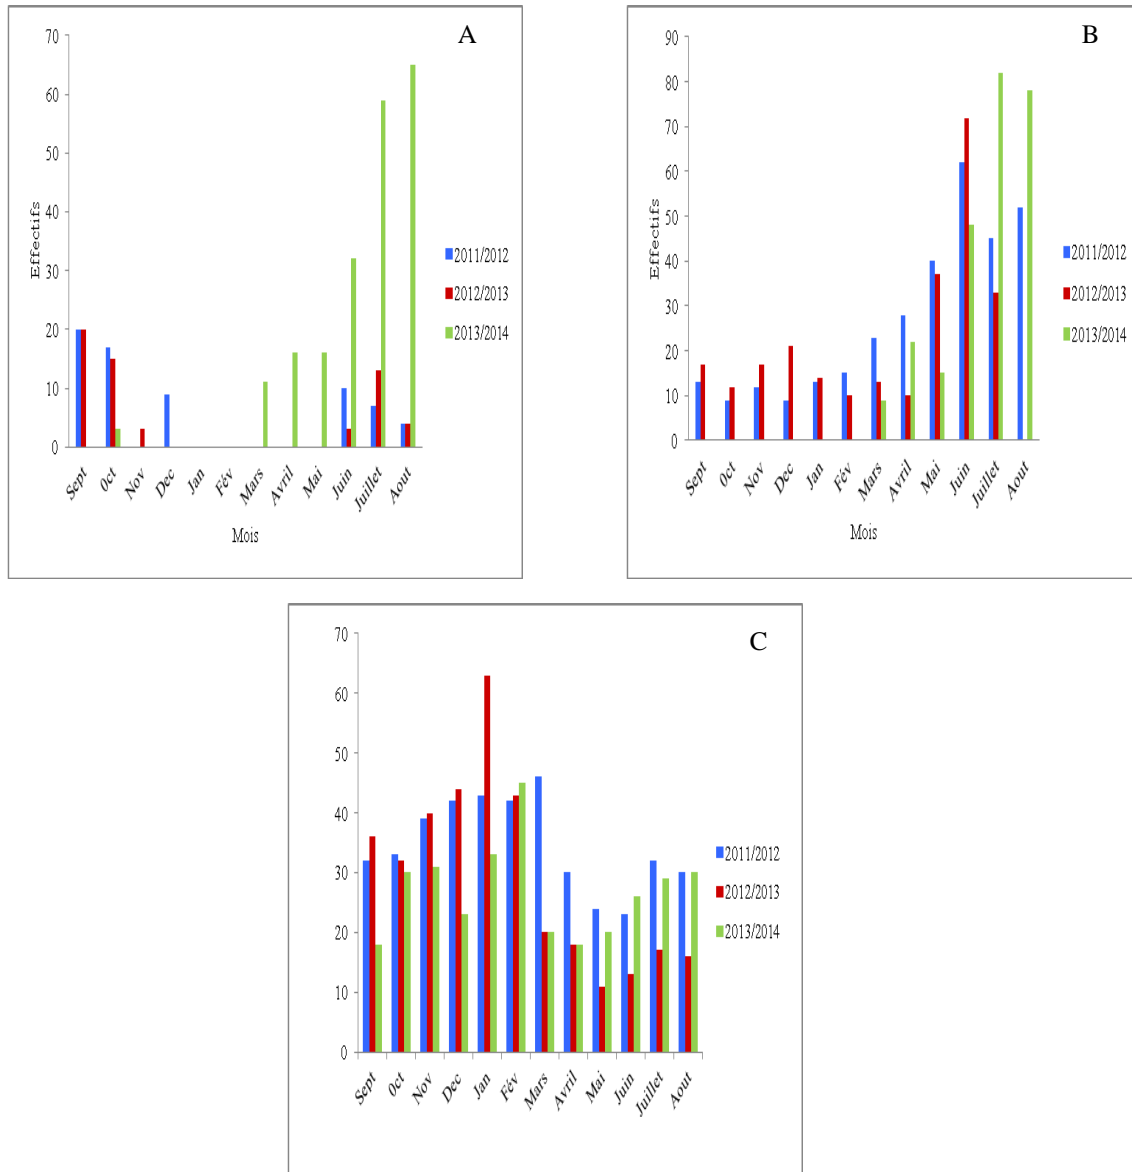 A
70
60
50
40
30
20
10
0
Effectifs
Sept
0ct
Nov
Dec
Jan
Fév
Mars
Avril
Mai
Juin
Juillet
Aout
Mois
2011/2012
2012/2013
2013/2014
B
90
80
70
60
50
40
30
20
10
0
Effectifs
Sept
0ct
Nov
Dec
Jan
Fév
Mars
Avril
Mai
Juin
Juillet
Aout
Mois
2011/2012
2012/2013
2013/2014
C
70
60
50
40
30
20
10
0
Sept
0ct
Nov
Dec
Jan
Fév
Mars
Avril
Mai
Juin
Juillet
Aout
2011/2012
2012/2013
2013/2014